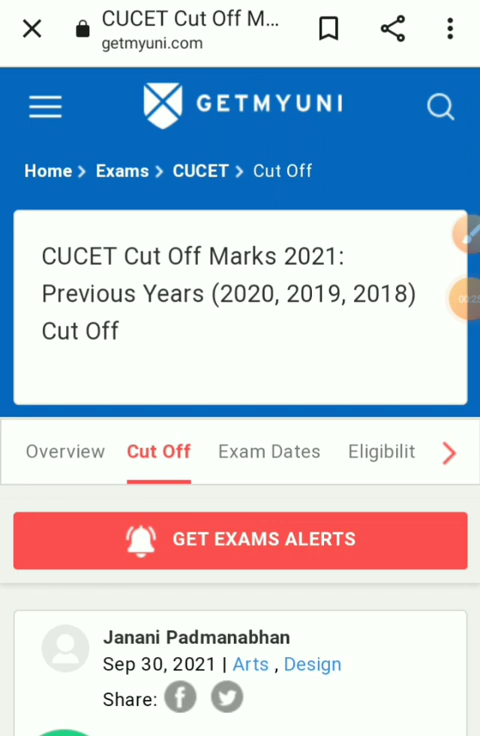 CUCET Cut Off M...
getmyuni.com
GETMYUNI
Home > Exams > CUCET > Cut Off
CUCET Cut Off Marks 2021:
Previous Years (2020, 2019, 2018)
Cut Off
Overview Cut Off Exam Dates Eligibilit
GET EXAMS ALERTS
Janani Padmanabhan
Sep 30, 2021 | Arts , Design
Share: